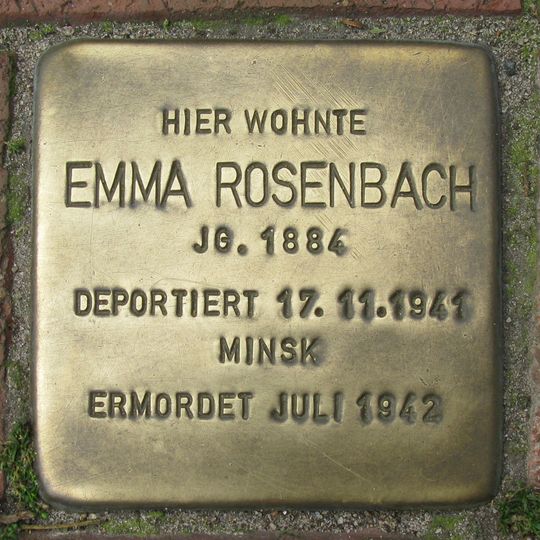 HIER WOHNTE
EMMA ROSENBACH
JG. 1884
DEPORTIERT 17. 11. 1941
MINSK
ERMORDET JULI 1942